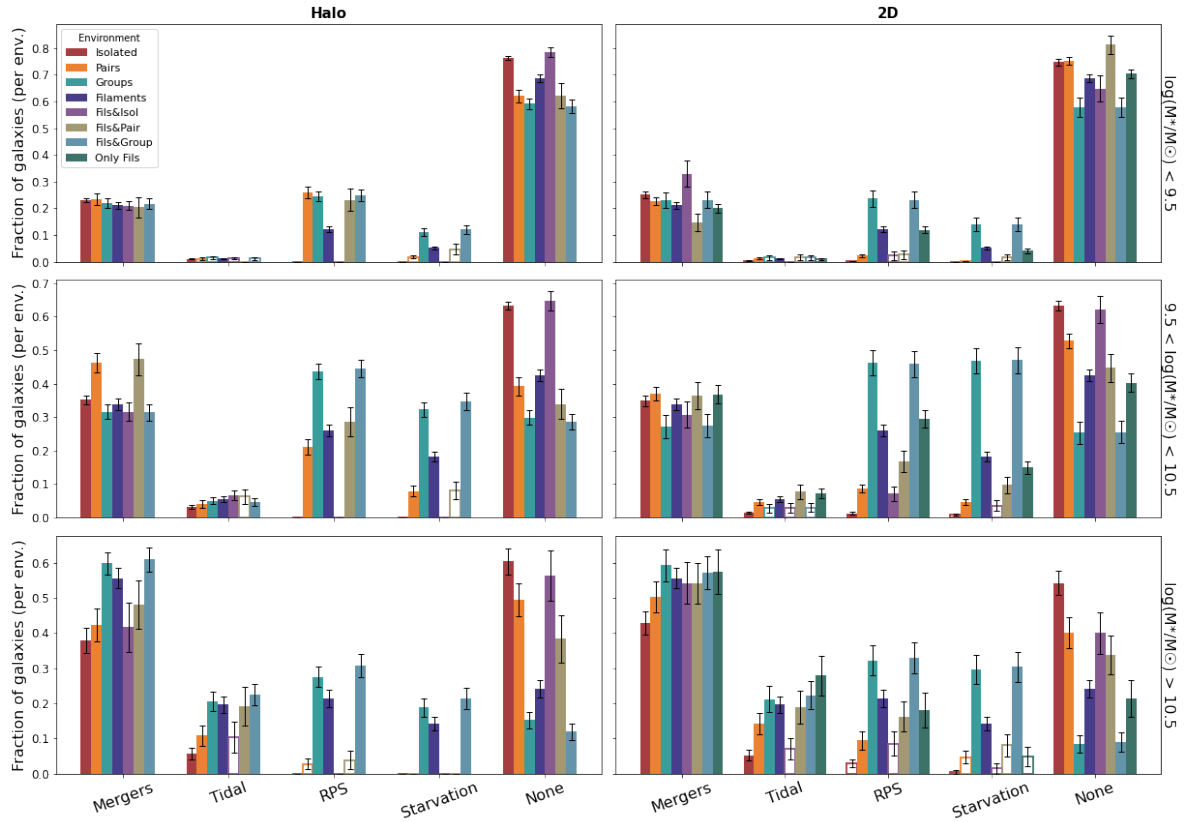 Halo
2D
Fraction of galaxies (per env.)
0.8
0.7
0.6
0.5
0.4
0.3
0.2
0.1
0.0
Environment
Isolated
Pairs
Groups
Filaments
Fils&Isol
Fils&Pair
Fils&Group
Only Fils
log(M*/M☉) < 9.5
Fraction of galaxies (per env.)
0.7
0.6
0.5
0.4
0.3
0.2
0.1
0.0
9.5 < log(M*/M☉) < 10.5
Fraction of galaxies (per env.)
0.6
0.5
0.4
0.3
0.2
0.1
0.0
log(M*/M☉) > 10.5
Mergers
Tidal
RPS
Starvation
None
Mergers
Tidal
RPS
Starvation
None